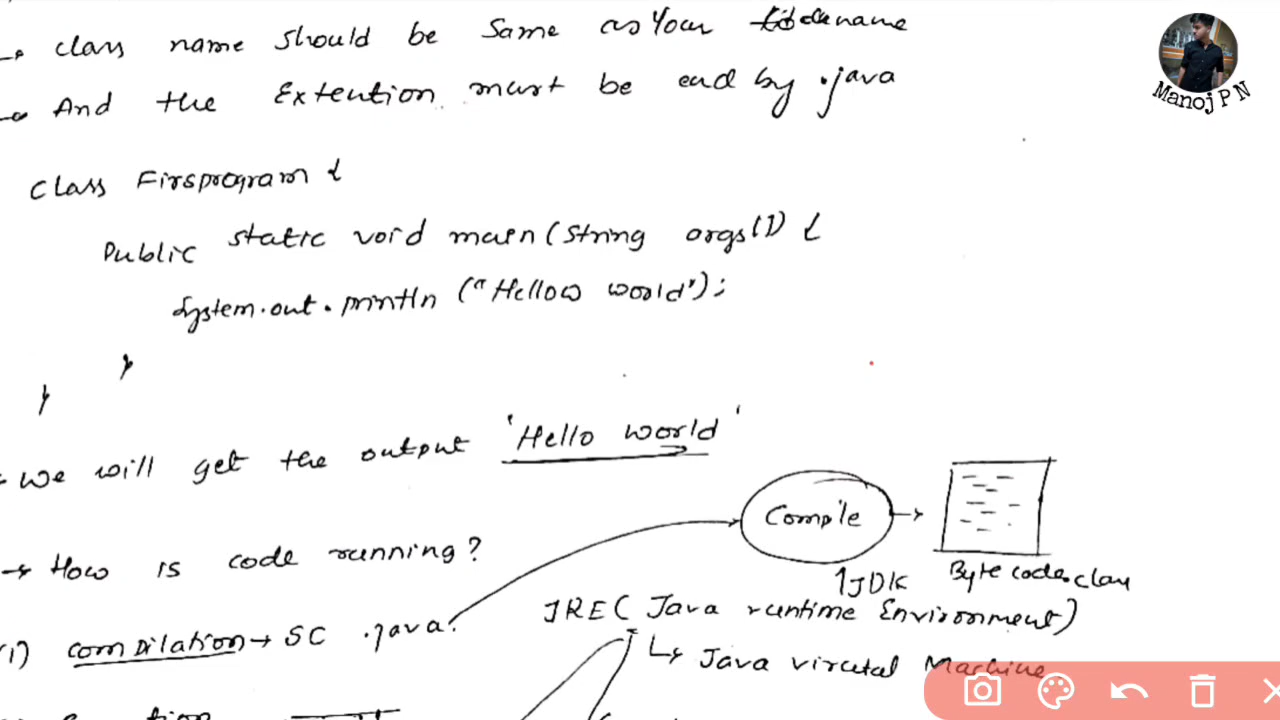 → class name should be same as your codename
→ And the Extention must be end by .java
Manoj P N
class Firsprogram {
Public static void main (String args[]) {
System.out.println ("Hellow world");
}
}
→ we will get the output 'Hello world'
→ How is code running?
Compile →
↑JDK
Byte code.class
(1) compilation → SC .java
JRE ( Java runtime Environment)
↳ Java virutal Machine